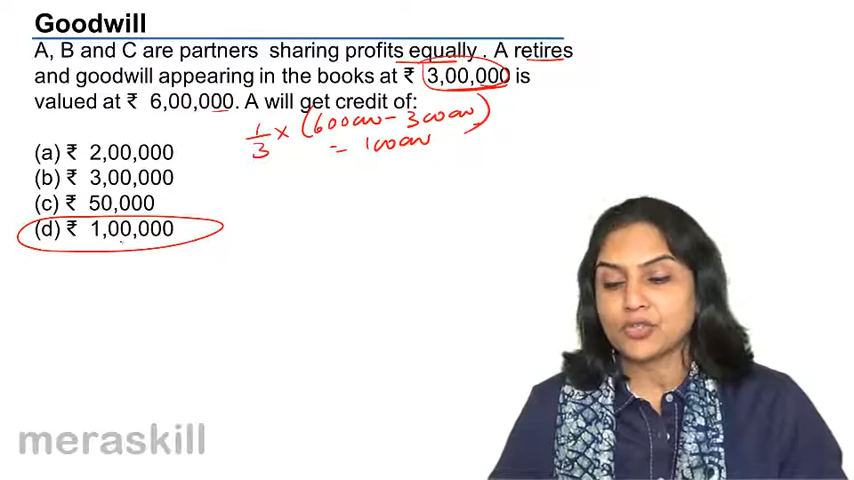 Goodwill
A, B and C are partners sharing profits equally . A retires
and goodwill appearing in the books at ₹ 3,00,000 is
valued at ₹ 6,00,000. A will get credit of:
1/3 × (600000 - 300000)
= 100000
(a) ₹ 2,00,000
(b) ₹ 3,00,000
(c) ₹ 50,000
(d) ₹ 1,00,000
meraskill